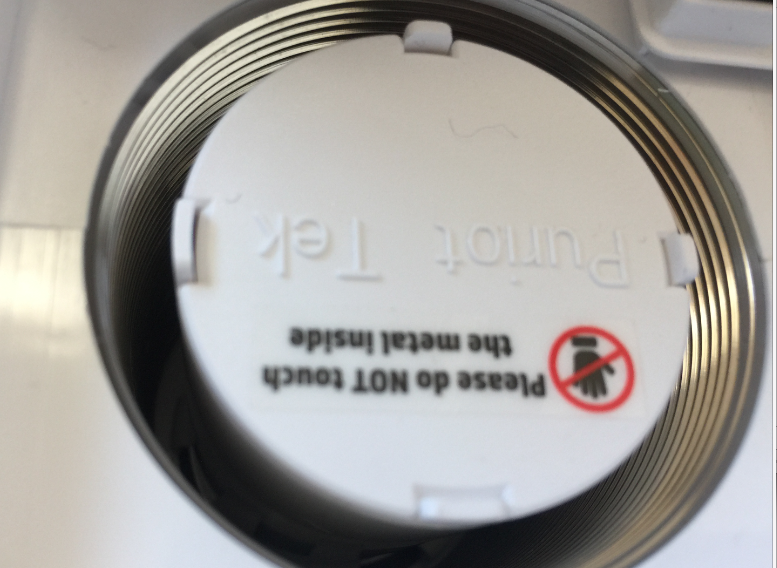 Please do NOT touch
the metal inside
Puriot Tek